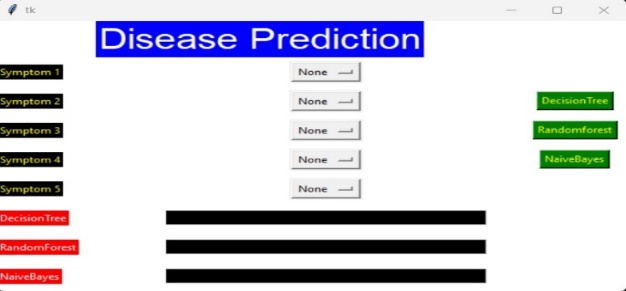 tk
Disease Prediction
Symptom 1 None
Symptom 2 None DecisionTree
Symptom 3 None Randomforest
Symptom 4 None NaiveBayes
Symptom 5 None
DecisionTree
RandomForest
NaiveBayes